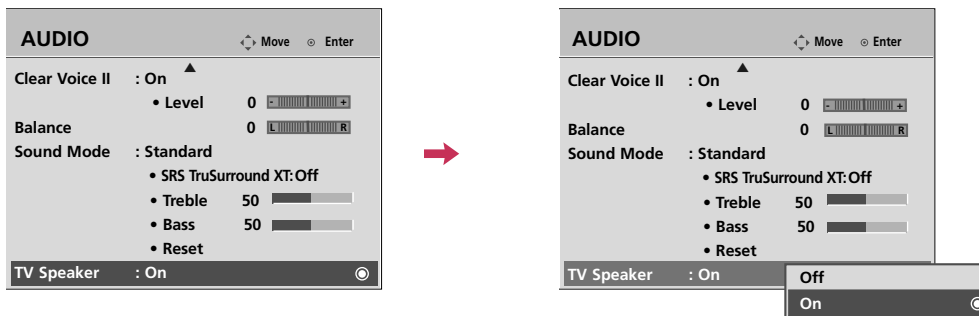 AUDIO Move Enter
Clear Voice II : On
• Level 0 - +
Balance 0 L R
Sound Mode : Standard
• SRS TruSurround XT: Off
• Treble 50
• Bass 50
• Reset
TV Speaker : On
AUDIO Move Enter
Clear Voice II : On
• Level 0 - +
Balance 0 L R
Sound Mode : Standard
• SRS TruSurround XT: Off
• Treble 50
• Bass 50
• Reset
TV Speaker : On
Off
On